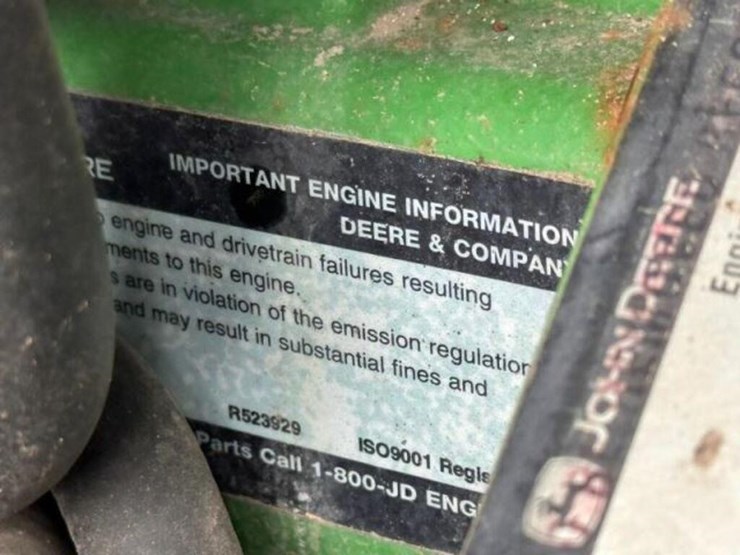 RE IMPORTANT ENGINE INFORMATION
DEERE & COMPAN
engine and drivetrain failures resulting
ments to this engine.
s are in violation of the emission regulation
and may result in substantial fines and
R523929 ISO9001 Regis
Parts Call 1-800-JD ENG
JOHN DEERE
Engi